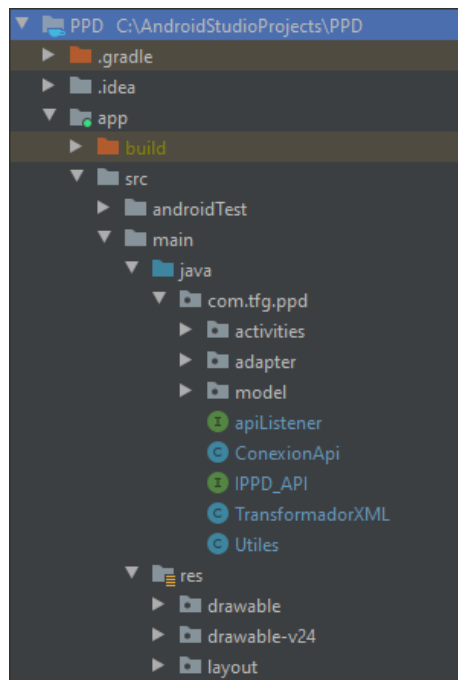 PPD C:\AndroidStudioProjects\PPD
.gradle
.idea
app
build
src
androidTest
main
java
com.tfg.ppd
activities
adapter
model
I apiListener
C ConexionApi
I IPPD_API
C TransformadorXML
C Utiles
res
drawable
drawable-v24
layout